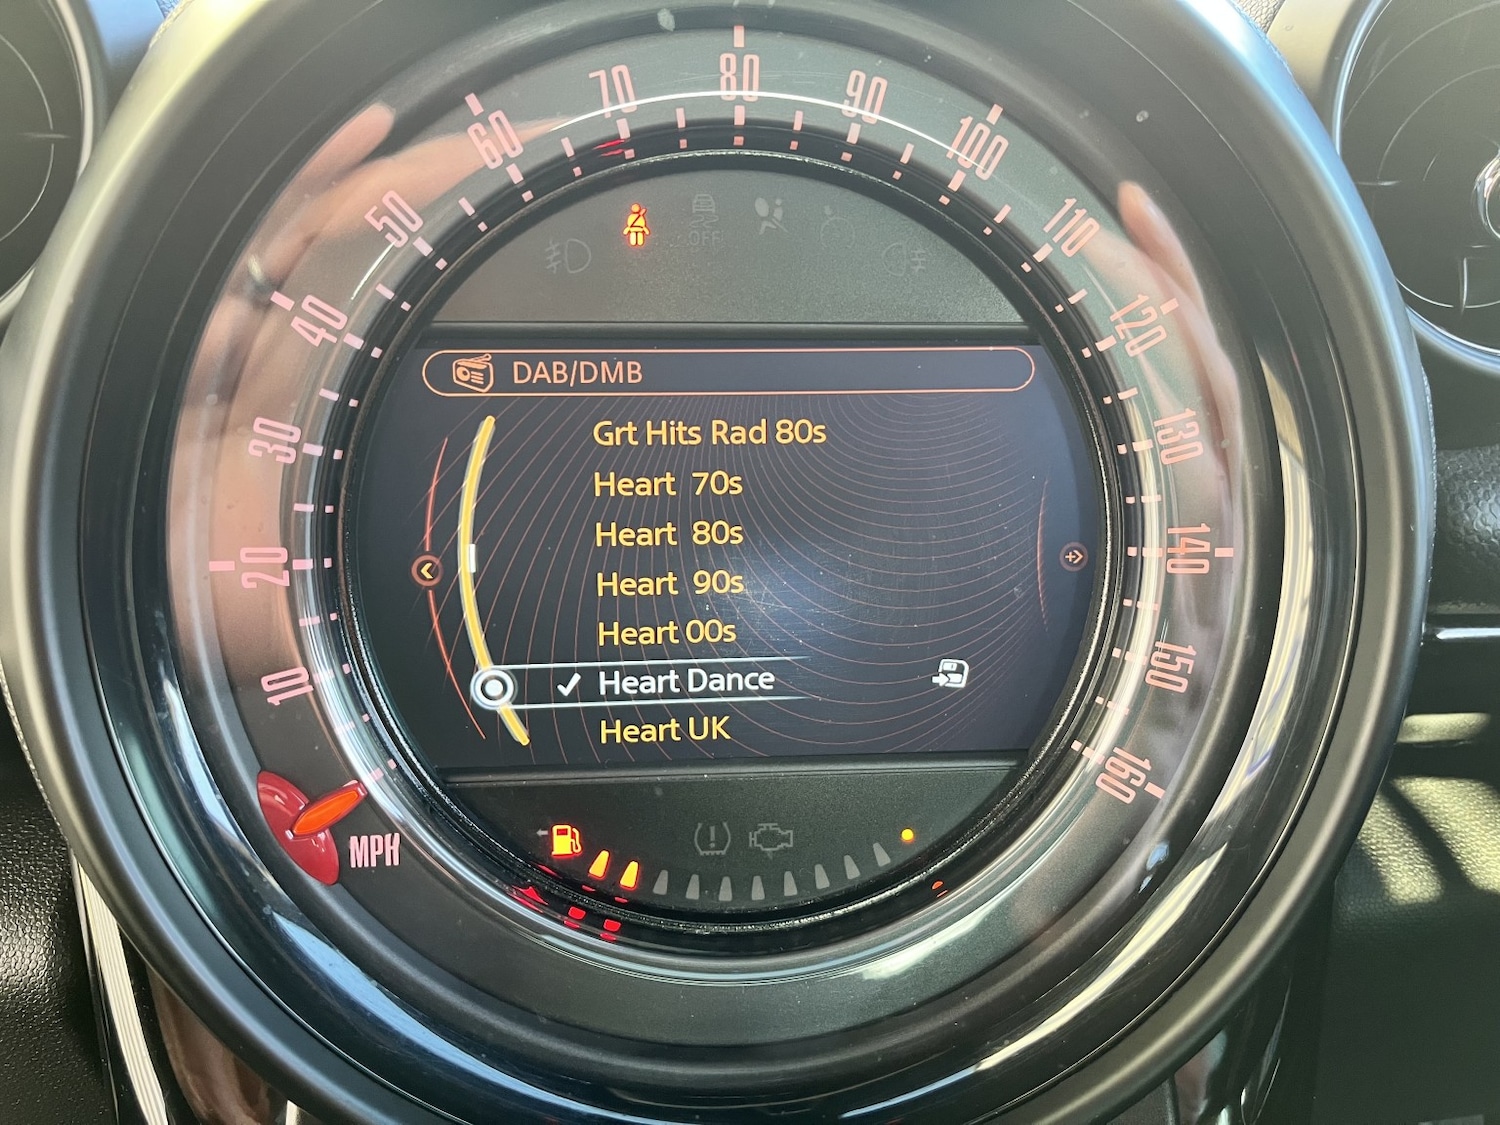 10
20
30
40
50
60
70
80
90
100
110
120
130
140
150
160
MPH
OFF
DAB/DMB
Grt Hits Rad 80s
Heart 70s
Heart 80s
Heart 90s
Heart 00s
Heart Dance
Heart UK